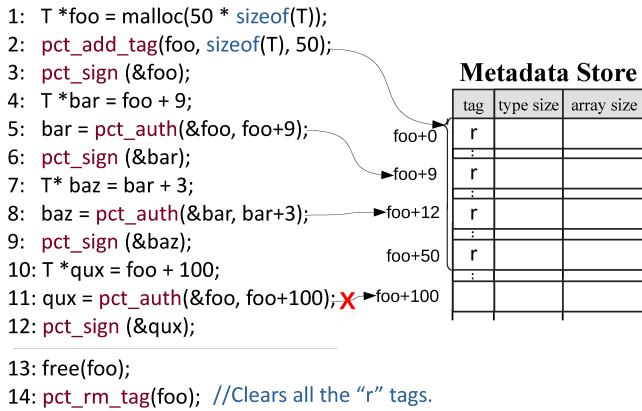 1: T *foo = malloc(50 * sizeof(T));
2: pct_add_tag(foo, sizeof(T), 50);
3: pct_sign (&foo);
4: T *bar = foo + 9;
5: bar = pct_auth(&foo, foo+9);
6: pct_sign (&bar);
7: T* baz = bar + 3;
8: baz = pct_auth(&bar, bar+3);
9: pct_sign (&baz);
10: T *qux = foo + 100;
11: qux = pct_auth(&foo, foo+100); X
12: pct_sign (&qux);
13: free(foo);
14: pct_rm_tag(foo); //Clears all the “r” tags.
Metadata Store
tag type size array size
foo+0 r
:
foo+9 r
:
foo+12 r
:
foo+50 r
:
foo+100